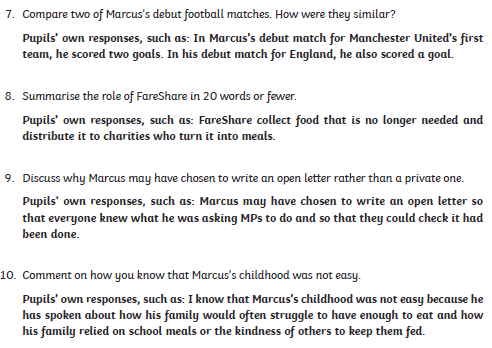 7. Compare two of Marcus's debut football matches. How were they similar?
Pupils' own responses, such as: In Marcus's debut match for Manchester United's first
team, he scored two goals. In his debut match for England, he also scored a goal.
8. Summarise the role of FareShare in 20 words or fewer.
Pupils' own responses, such as: FareShare collect food that is no longer needed and
distribute it to charities who turn it into meals.
9. Discuss why Marcus may have chosen to write an open letter rather than a private one.
Pupils' own responses, such as: Marcus may have chosen to write an open letter so
that everyone knew what he was asking MPs to do and so that they could check it had
been done.
10. Comment on how you know that Marcus's childhood was not easy.
Pupils' own responses, such as: I know that Marcus's childhood was not easy because he
has spoken about how his family would often struggle to have enough to eat and how
his family relied on school meals or the kindness of others to keep them fed.